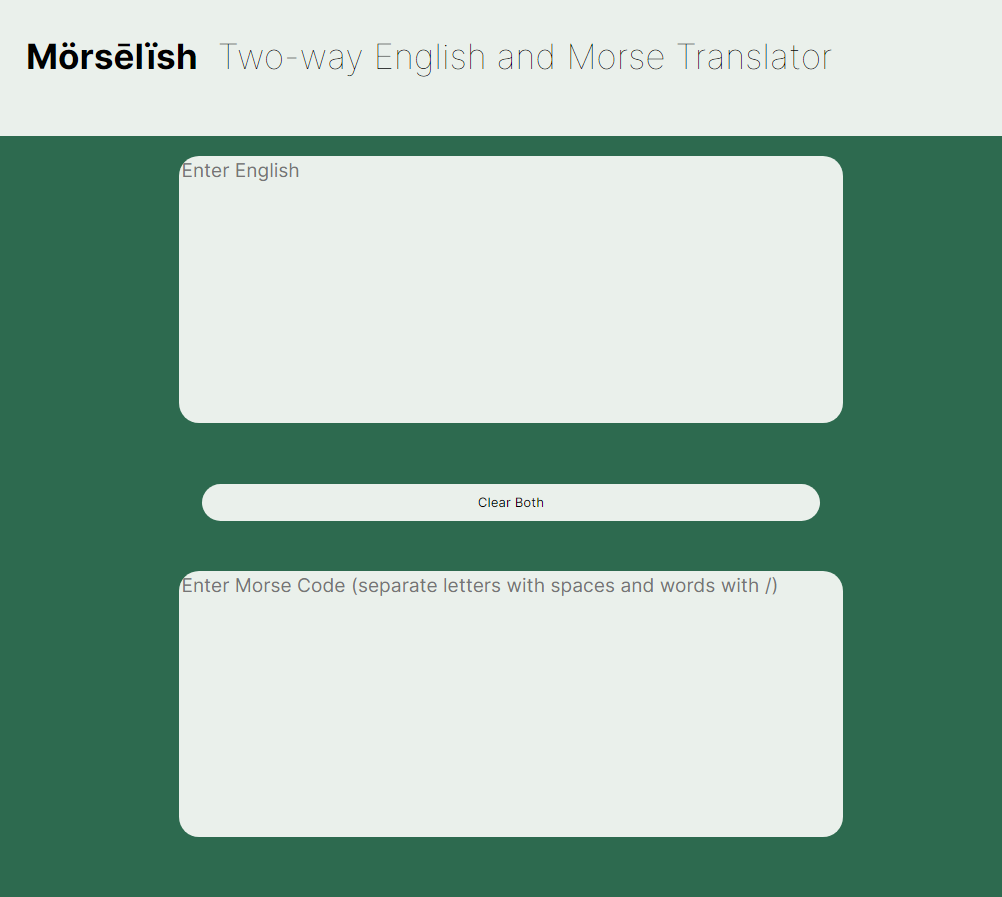 Mörsēlïsh Two-way English and Morse Translator
Enter English
Clear Both
Enter Morse Code (separate letters with spaces and words with /)